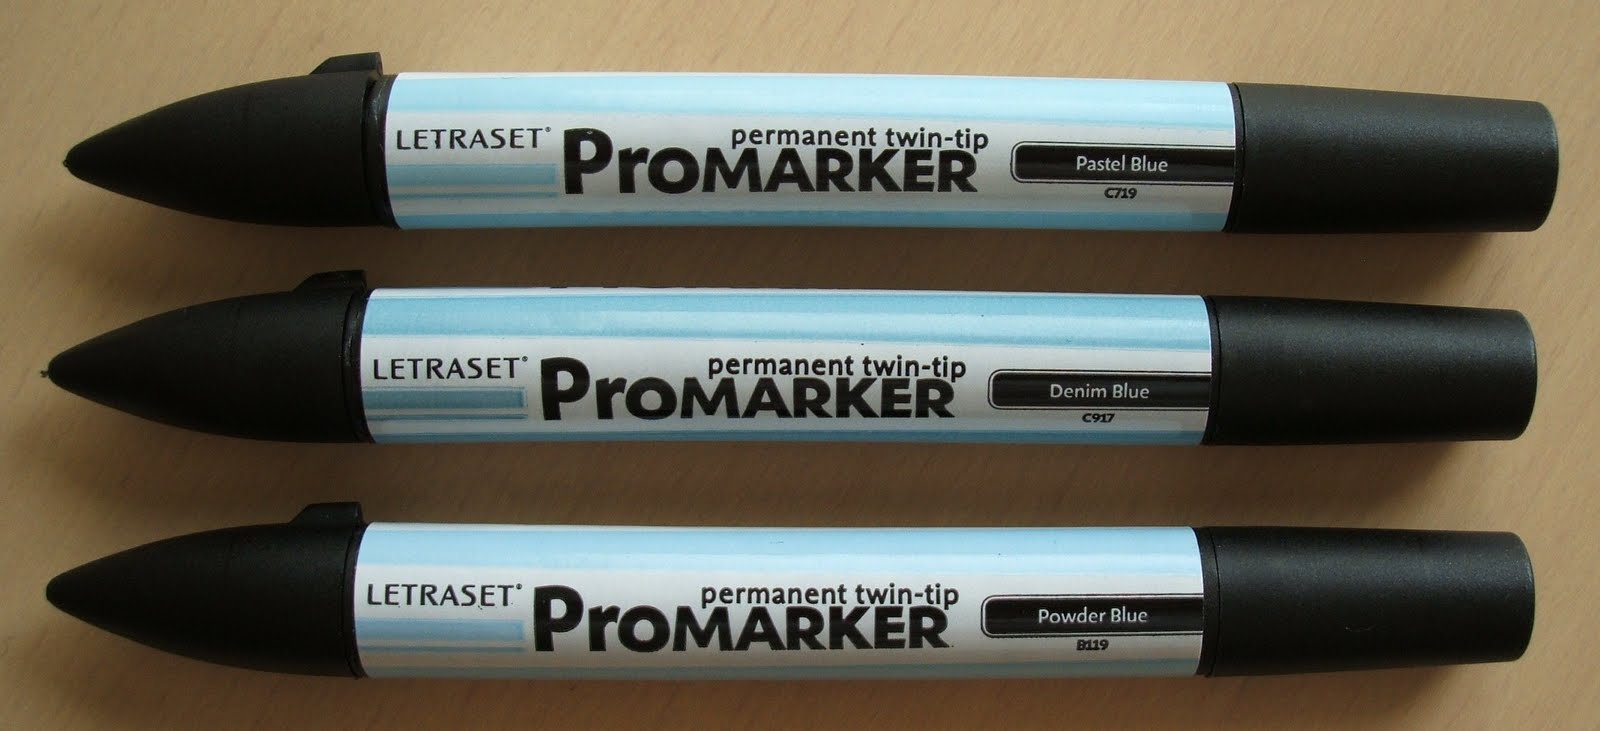 LETRASET®
permanent twin-tip
PROMARKER
Pastel Blue
C719
LETRASET®
permanent twin-tip
PROMARKER
Denim Blue
C917
LETRASET®
permanent twin-tip
PROMARKER
Powder Blue
B119